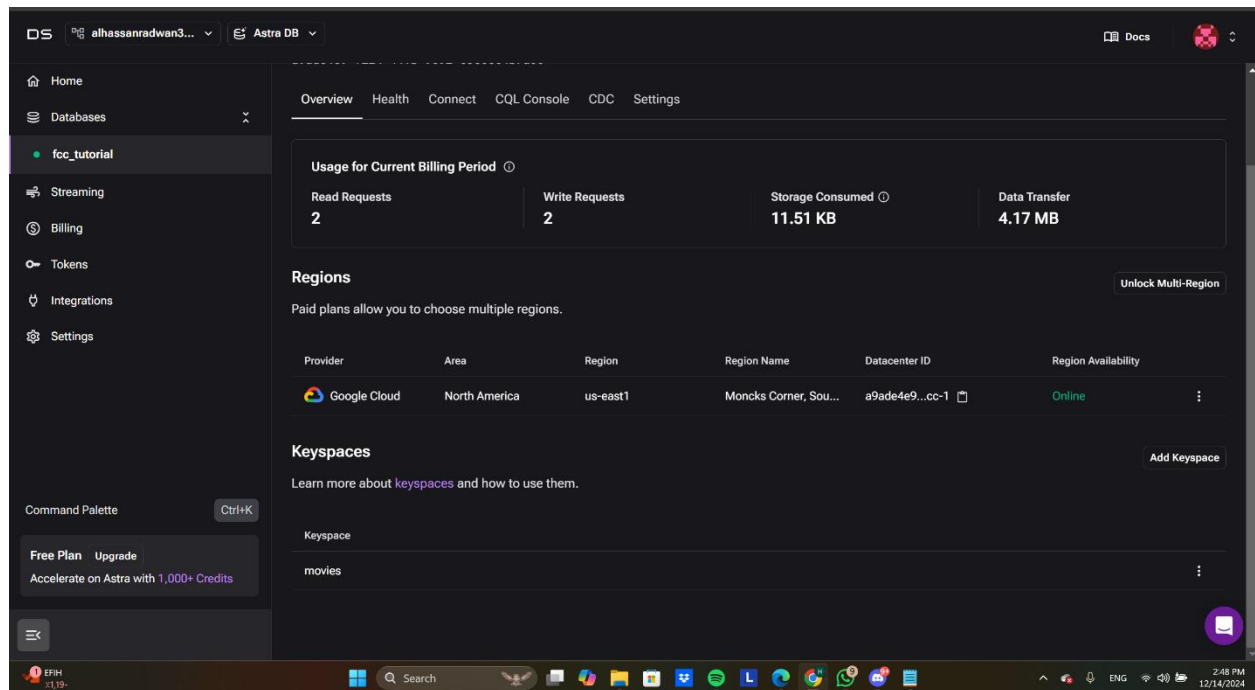 DS alhassanradwan3... Astra DB Docs
Home
Databases
fcc_tutorial
Streaming
Billing
Tokens
Integrations
Settings
Command Palette Ctrl+K
Free Plan Upgrade
Accelerate on Astra with 1,000+ Credits
Overview Health Connect CQL Console CDC Settings
Usage for Current Billing Period
Read Requests Write Requests Storage Consumed Data Transfer
2 2 11.51 KB 4.17 MB
Regions
Unlock Multi-Region
Paid plans allow you to choose multiple regions.
Provider Area Region Region Name Datacenter ID Region Availability
Google Cloud North America us-east1 Moncks Corner, Sou... a9ade4e9...cc-1 Online
Keyspaces
Add Keyspace
Learn more about keyspaces and how to use them.
Keyspace
movies
1 EFIH Search L ENG 2:48 PM
12/14/2024